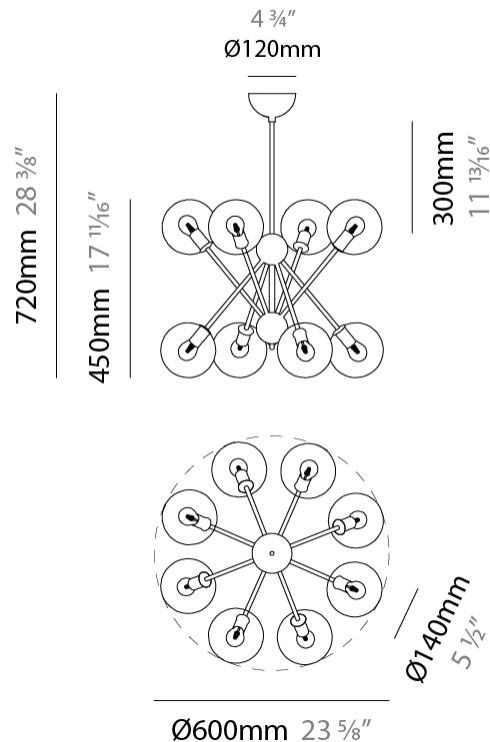 4 ¾”
Ø120mm
720mm 28 ⅜”
450mm 17 11/16”
300mm
11 13/16”
Ø140mm
5 ½”
Ø600mm 23 ⅝”